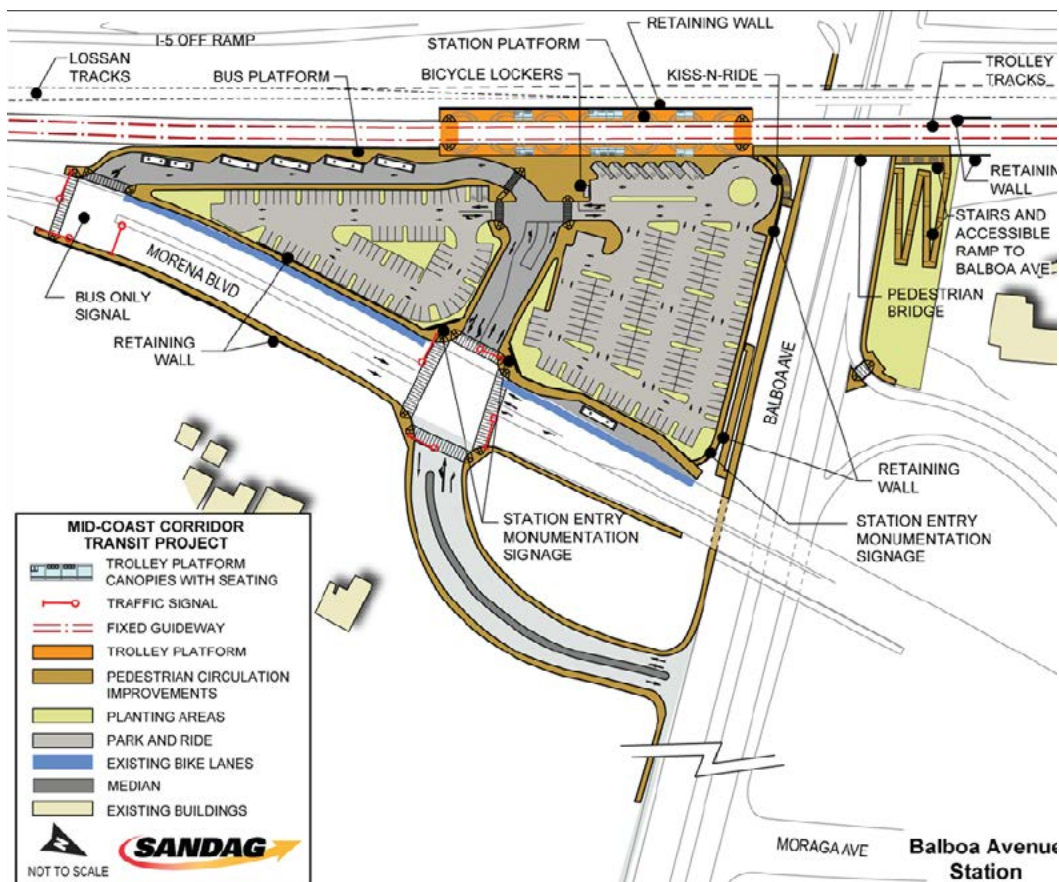 RETAINING WALL
I-5 OFF RAMP
STATION PLATFORM
LOSSAN
TRACKS
BUS PLATFORM
BICYCLE LOCKERS
KISS-N-RIDE
TROLLEY
TRACKS
RETAINING
WALL
STAIRS AND
ACCESSIBLE
RAMP TO
BALBOA AVE
PEDESTRIAN
BRIDGE
MORENA BLVD
BUS ONLY
SIGNAL
RETAINING
WALL
BALBOA AVE
RETAINING
WALL
STATION ENTRY
MONUMENTATION
SIGNAGE
STATION ENTRY
MONUMENTATION
SIGNAGE
MID-COAST CORRIDOR
TRANSIT PROJECT
TROLLEY PLATFORM
CANOPIES WITH SEATING
TRAFFIC SIGNAL
FIXED GUIDEWAY
TROLLEY PLATFORM
PEDESTRIAN CIRCULATION
IMPROVEMENTS
PLANTING AREAS
PARK AND RIDE
EXISTING BIKE LANES
MEDIAN
EXISTING BUILDINGS
N
NOT TO SCALE
SANDAG
MORAGA AVE
Balboa Avenue
Station